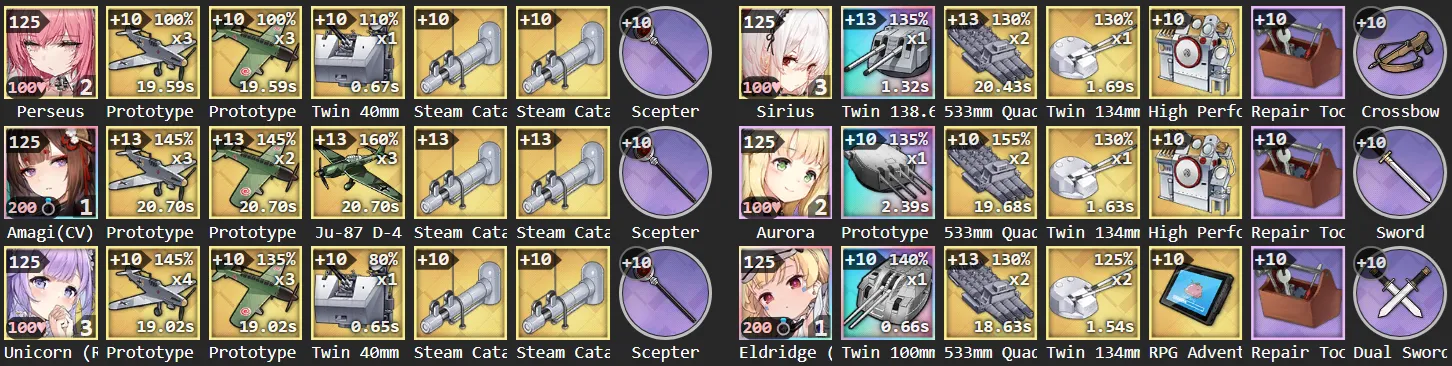 125 +10 100% +10 100% +10 110% +10 +10 +10
x3 x3 x1
100♥ 2 19.59s 19.59s 0.67s
Perseus Prototype Prototype Twin 40mm Steam Cata Steam Cata Scepter
125 +13 145% +13 145% +13 160% +13 +13 +10
x3 x2 x3
200 1 20.70s 20.70s 20.70s
Amagi(CV) Prototype Prototype Ju-87 D-4 Steam Cata Steam Cata Scepter
125 +10 145% +10 135% +10 80% +10 +10 +10
x4 x3 x1
100♥ 3 19.02s 19.02s 0.65s
Unicorn (R Prototype Prototype Twin 40mm Steam Cata Steam Cata Scepter
125 +13 135% +13 130% 130% +10 +10 +10
x1 x2 x1
100♥ 3 1.32s 20.43s 1.69s
Sirius Twin 138.6 533mm Quad Twin 134mm High Perfo Repair Too Crossbow
125 +10 135% +10 155% 130% +10 +10 +10
x1 x2 x1
100♥ 2 2.39s 19.68s 1.63s
Aurora Prototype 533mm Quad Twin 134mm High Perfo Repair Too Sword
125 +10 140% +13 130% 125% +10 +10 +10
x1 x2 x2
200 1 0.66s 18.63s 1.54s
Eldridge ( Twin 100mm 533mm Quad Twin 134mm RPG Advent Repair Too Dual Sword